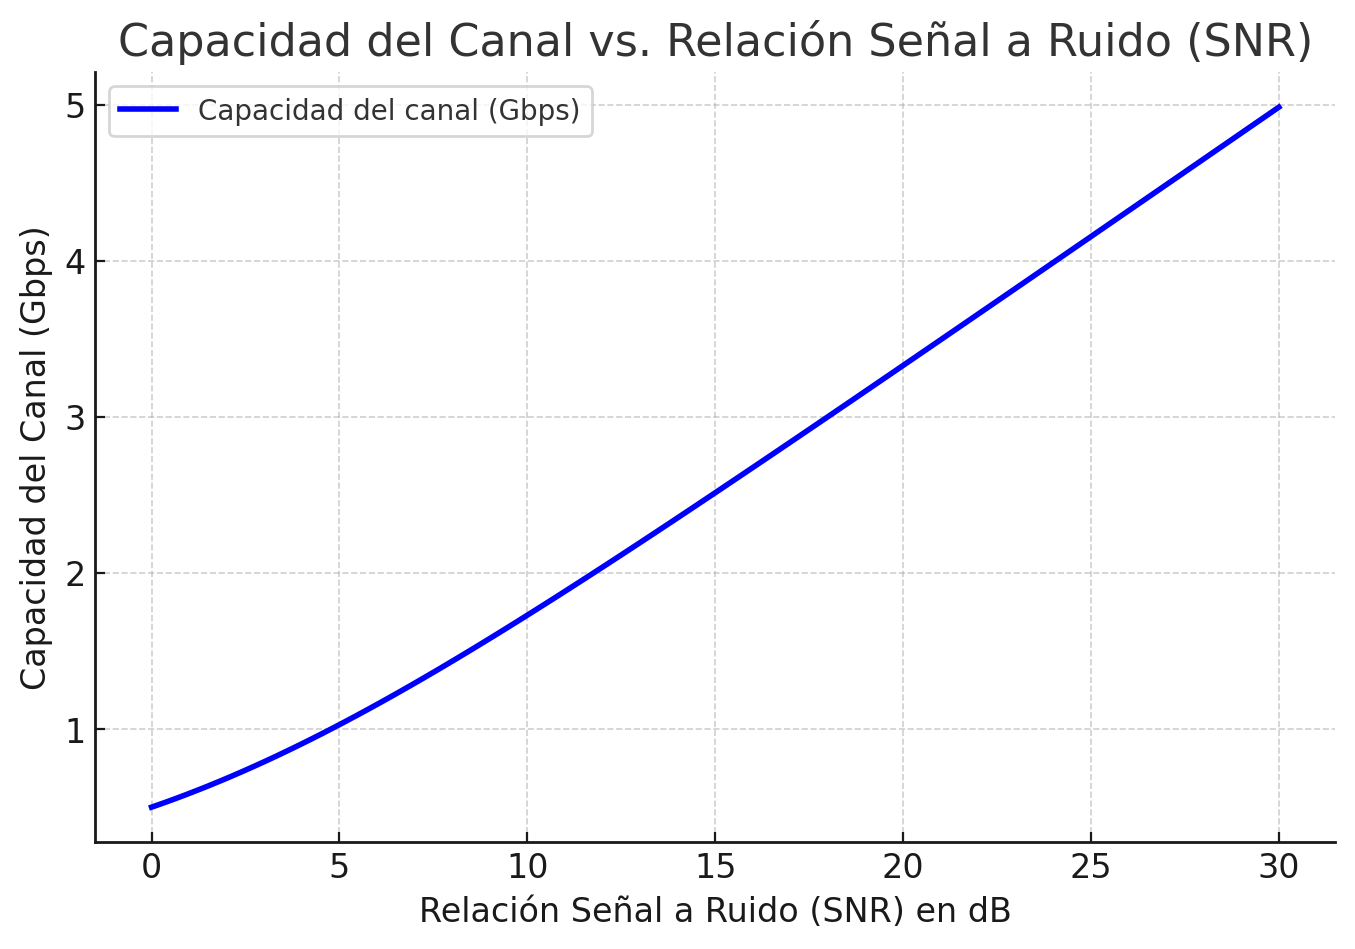 Capacidad del Canal vs. Relación Señal a Ruido (SNR)
Capacidad del canal (Gbps)
Capacidad del Canal (Gbps)
5
4
3
2
1
0 5 10 15 20 25 30
Relación Señal a Ruido (SNR) en dB